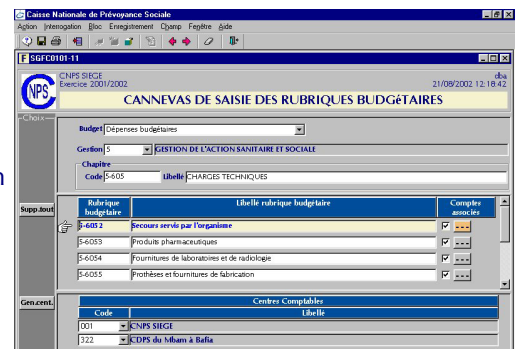 Caisse Nationale de Prévoyance Sociale
Action Interrogation Bloc Enregistrement Champ Fenêtre Aide
SGFC0101-11
CNPS SIEGE dba
Exercice 2001/2002 21/08/2002 12:18:42
CNPS
CANNEVAS DE SAISIE DES RUBRIQUES BUDGéTAIRES
Choix
Budget Dépenses budgétaires
Gestion 5 GESTION DE L'ACTION SANITAIRE ET SOCIALE
Chapitre
Code 5-605 Libellé CHARGES TECHNIQUES
n
Supp.tout
Rubrique budgétaire Libellé rubrique budgétaire Comptes associés
5-6052 Secours servis par l'organisme ---
5-6053 Produits pharmaceutiques ---
5-6054 Fournitures de laboratoires et de radiologie ---
5-6055 Prothèses et fournitures de fabrication ---
Gen.cent.
Centres Comptables
Code Libellé
001 CNPS SIEGE
322 CDPS du Mbam à Bafia